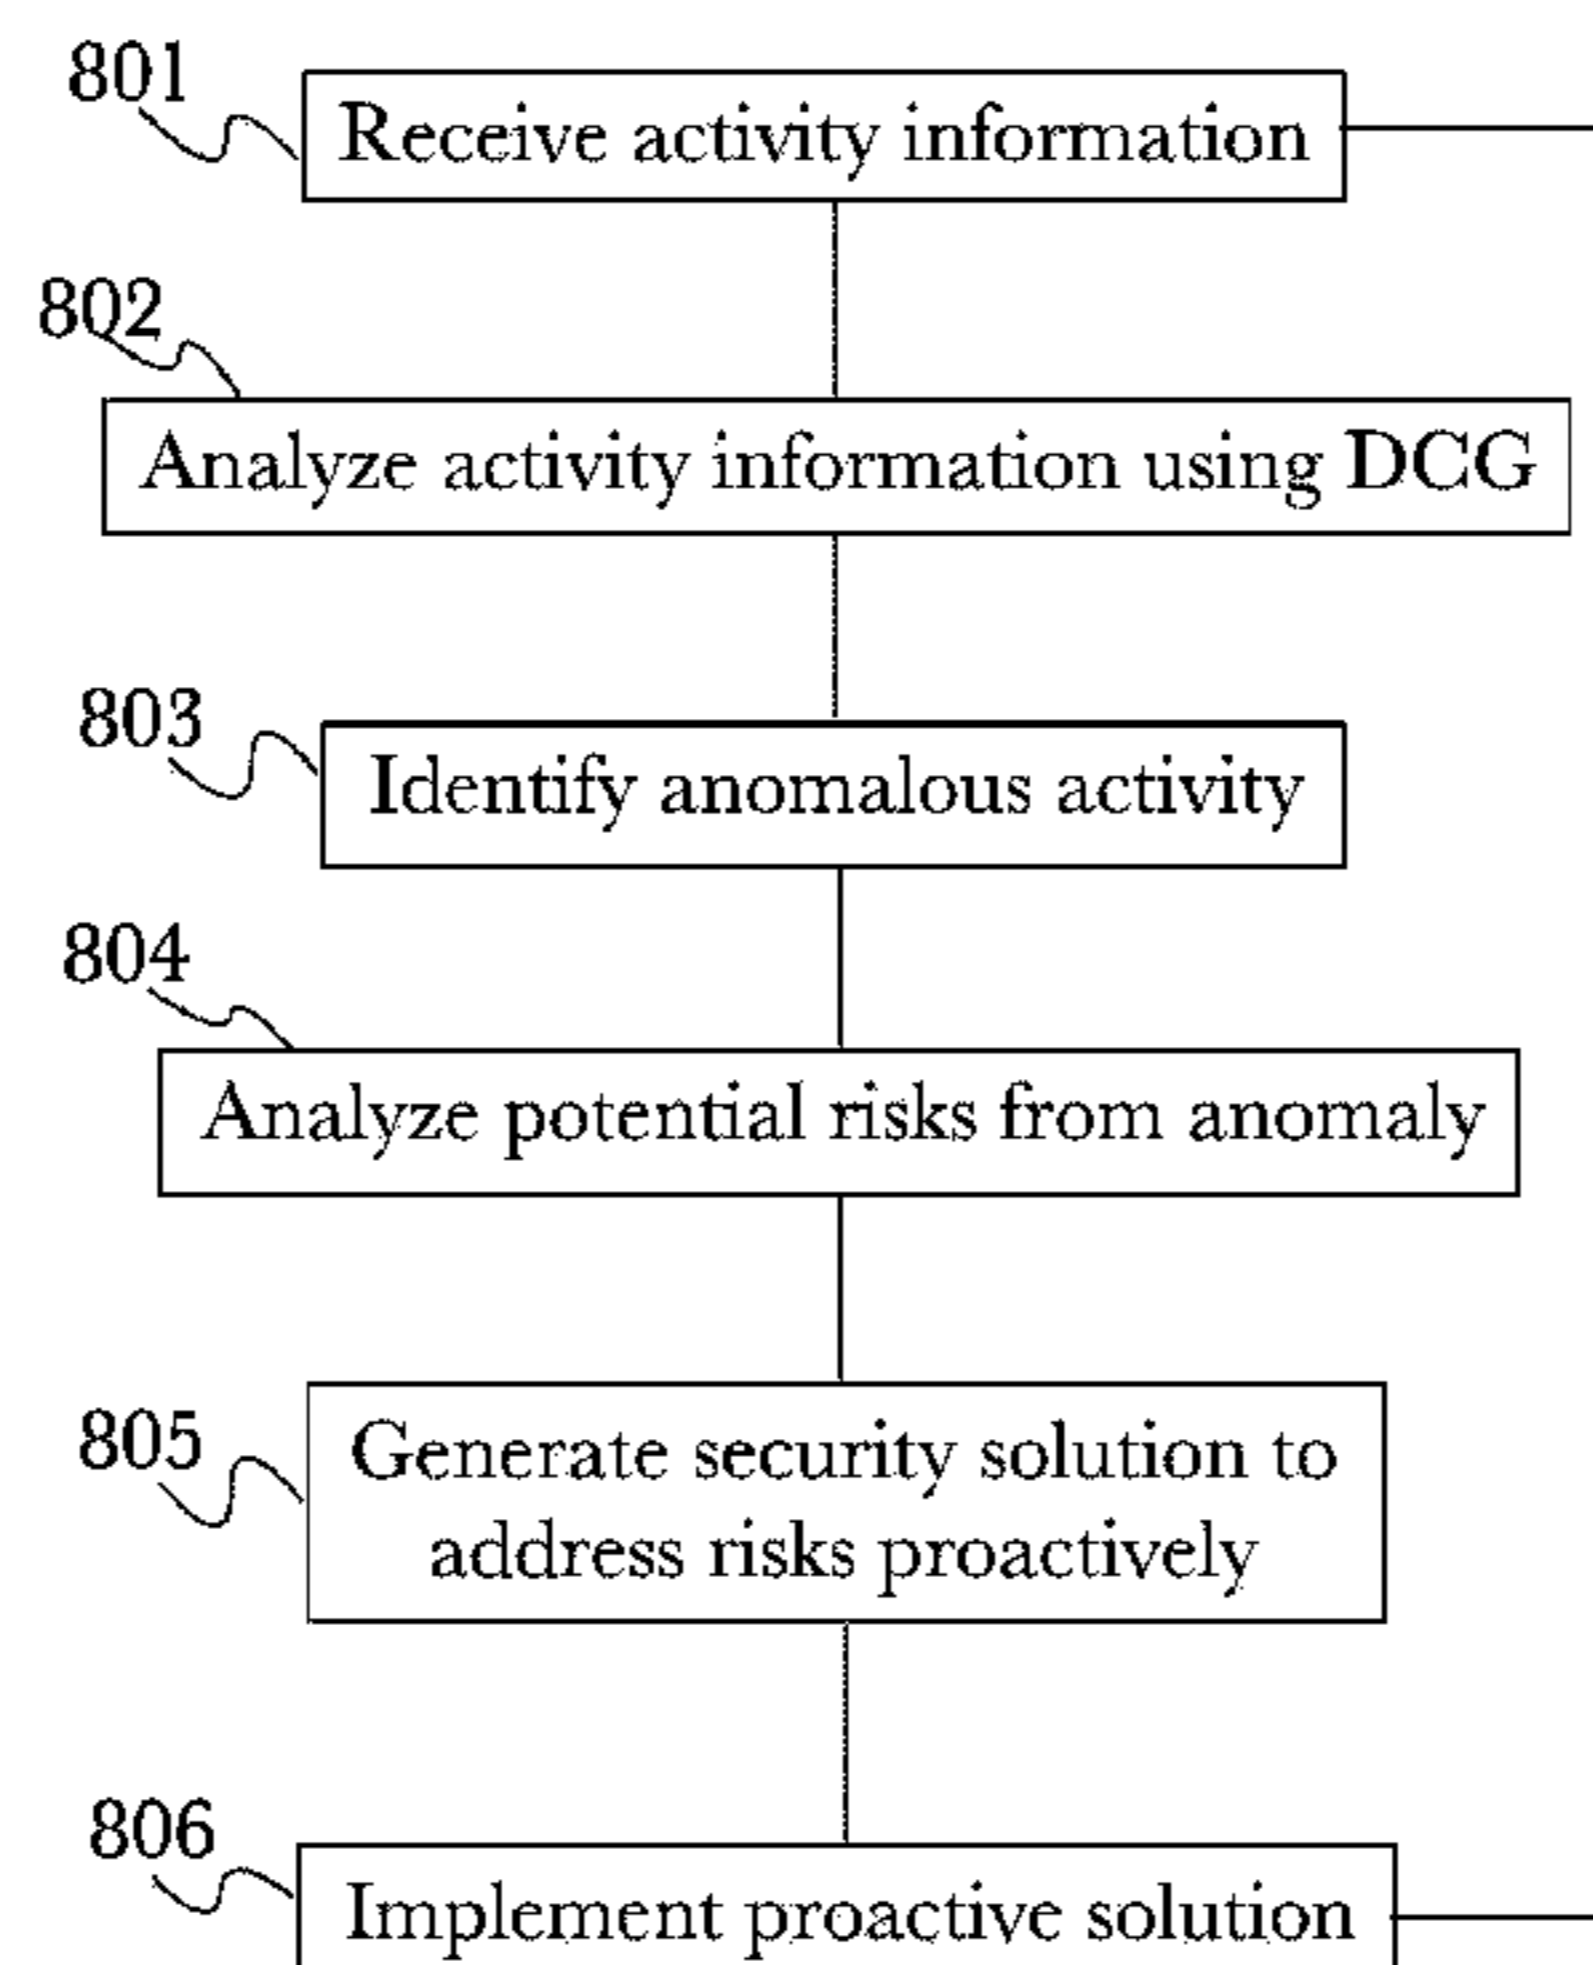 801
Receive activity information
802
Analyze activity information using DCG
803
Identify anomalous activity
804
Analyze potential risks from anomaly
805
Generate security solution to
address risks proactively
806
Implement proactive solution